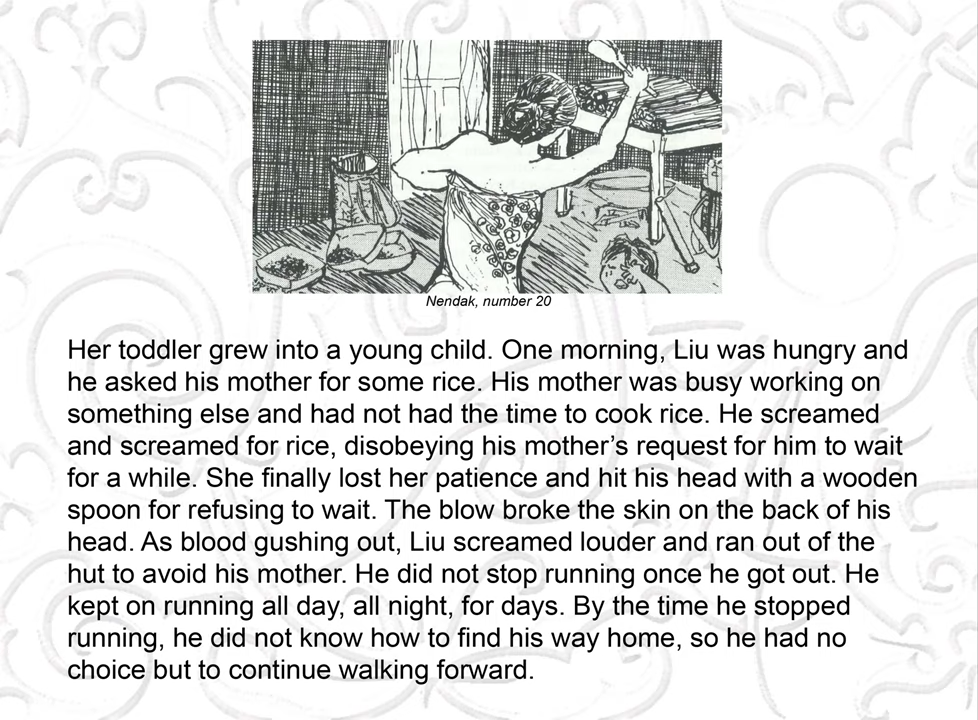 Nendak, number 20
Her toddler grew into a young child. One morning, Liu was hungry and
he asked his mother for some rice. His mother was busy working on
something else and had not had the time to cook rice. He screamed
and screamed for rice, disobeying his mother’s request for him to wait
for a while. She finally lost her patience and hit his head with a wooden
spoon for refusing to wait. The blow broke the skin on the back of his
head. As blood gushing out, Liu screamed louder and ran out of the
hut to avoid his mother. He did not stop running once he got out. He
kept on running all day, all night, for days. By the time he stopped
running, he did not know how to find his way home, so he had no
choice but to continue walking forward.